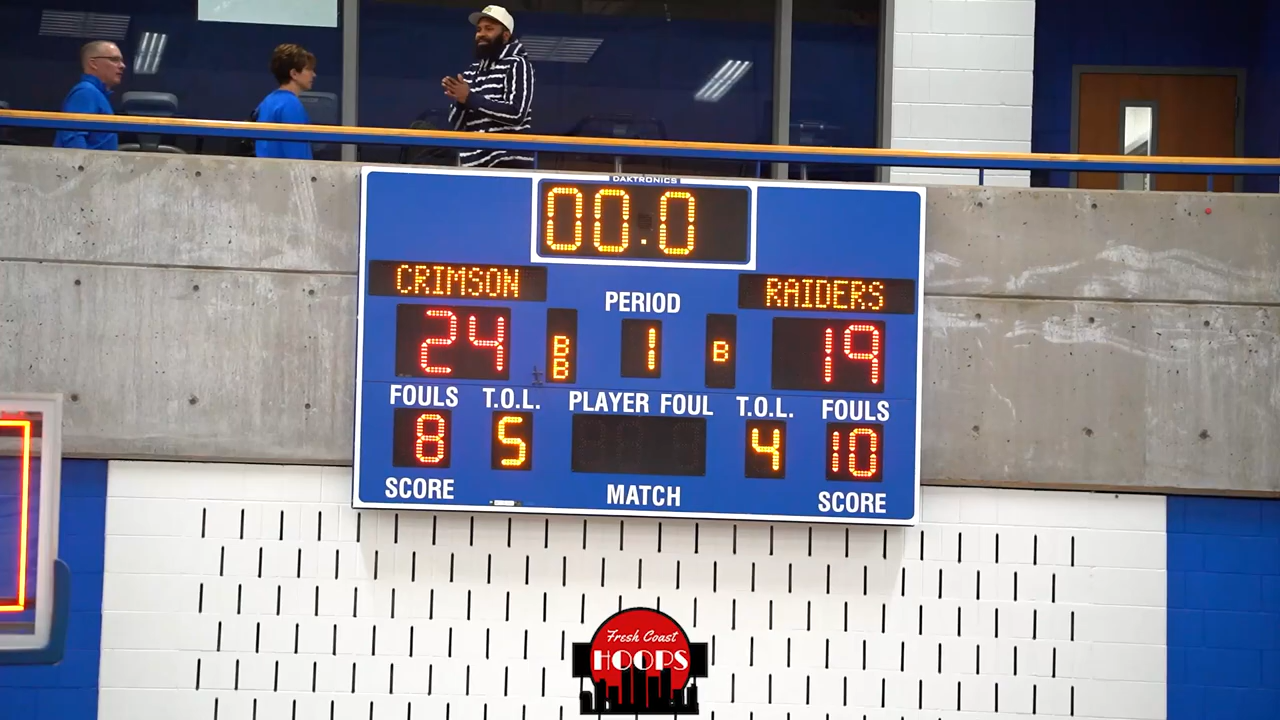 DAKTRONICS
00.0
CRIMSON
PERIOD
RAIDERS
24
B
B
1
B
19
FOULS T.O.L. PLAYER FOUL T.O.L. FOULS
8 5 4 10
SCORE MATCH SCORE
Fresh Coast
HOOPS